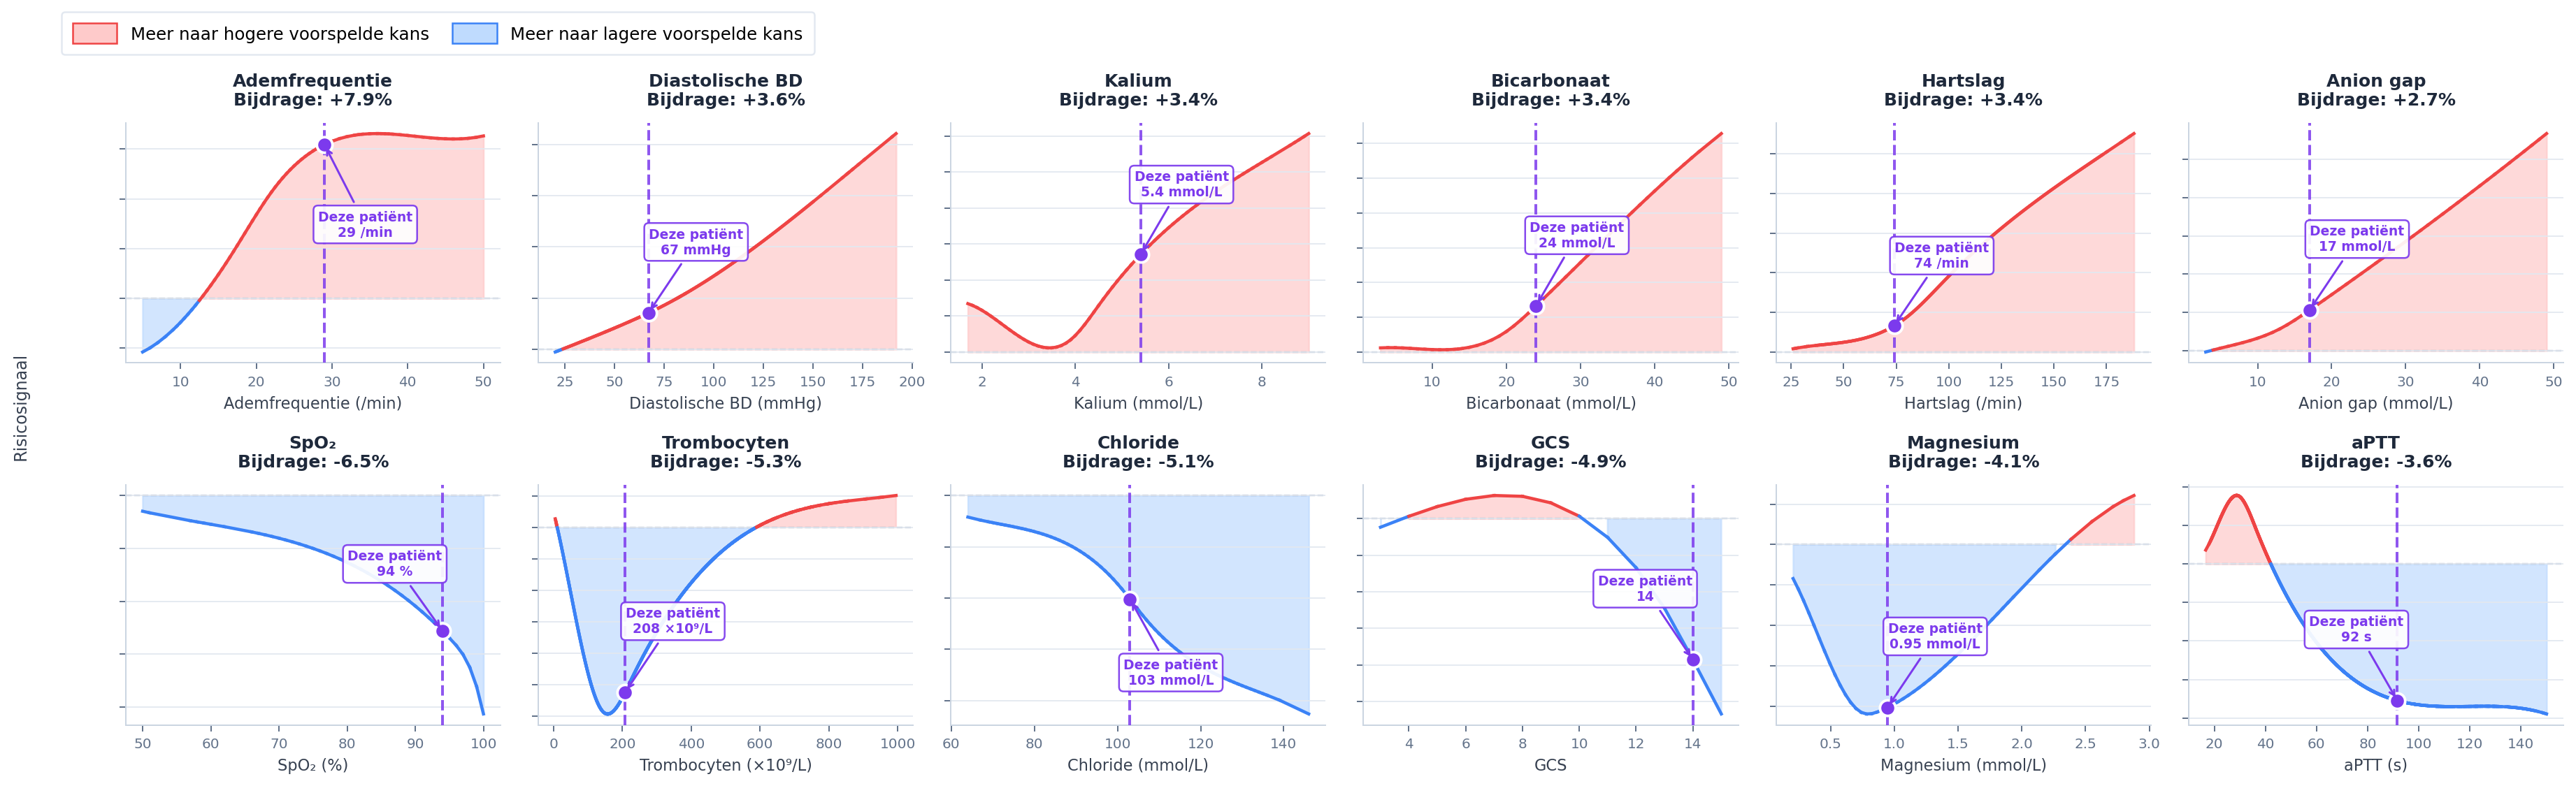 Meer naar hogere voorspelde kans
Meer naar lagere voorspelde kans
Risicosignaal
Ademfrequentie
Bijdrage: +7.9%
Deze patiënt
29 /min
10 20 30 40 50
Ademfrequentie (/min)
Diastolische BD
Bijdrage: +3.6%
Deze patiënt
67 mmHg
25 50 75 100 125 150 175 200
Diastolische BD (mmHg)
Kalium
Bijdrage: +3.4%
Deze patiënt
5.4 mmol/L
2 4 6 8
Kalium (mmol/L)
Bicarbonaat
Bijdrage: +3.4%
Deze patiënt
24 mmol/L
10 20 30 40 50
Bicarbonaat (mmol/L)
Hartslag
Bijdrage: +3.4%
Deze patiënt
74 /min
25 50 75 100 125 150 175
Hartslag (/min)
Anion gap
Bijdrage: +2.7%
Deze patiënt
17 mmol/L
10 20 30 40 50
Anion gap (mmol/L)
SpO₂
Bijdrage: -6.5%
Deze patiënt
94 %
50 60 70 80 90 100
SpO₂ (%)
Trombocyten
Bijdrage: -5.3%
Deze patiënt
208 ×10⁹/L
0 200 400 600 800 1000
Trombocyten (×10⁹/L)
Chloride
Bijdrage: -5.1%
Deze patiënt
103 mmol/L
60 80 100 120 140
Chloride (mmol/L)
GCS
Bijdrage: -4.9%
Deze patiënt
14
4 6 8 10 12 14
GCS
Magnesium
Bijdrage: -4.1%
Deze patiënt
0.95 mmol/L
0.5 1.0 1.5 2.0 2.5 3.0
Magnesium (mmol/L)
aPTT
Bijdrage: -3.6%
Deze patiënt
92 s
20 40 60 80 100 120 140
aPTT (s)